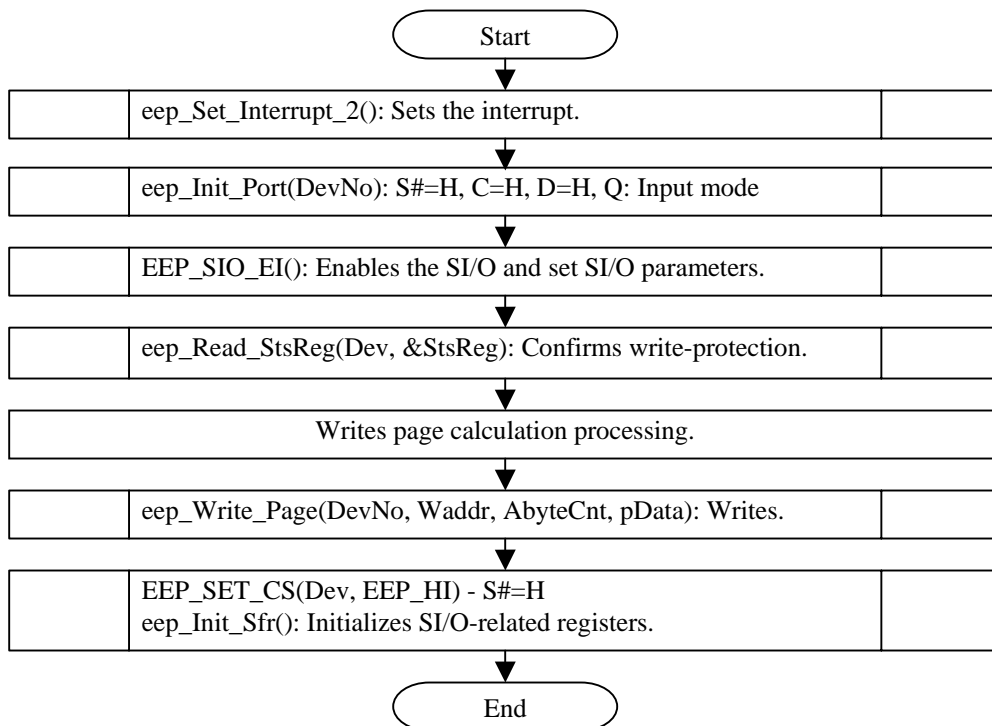 Start
eep_Set_Interrupt_2(): Sets the interrupt.
eep_Init_Port(DevNo): S#=H, C=H, D=H, Q: Input mode
EEP_SIO_EI(): Enables the SI/O and set SI/O parameters.
eep_Read_StsReg(Dev, &StsReg): Confirms write-protection.
Writes page calculation processing.
eep_Write_Page(DevNo, Waddr, AbyteCnt, pData): Writes.
EEP_SET_CS(Dev, EEP_HI) - S#=H
eep_Init_Sfr(): Initializes SI/O-related registers.
End